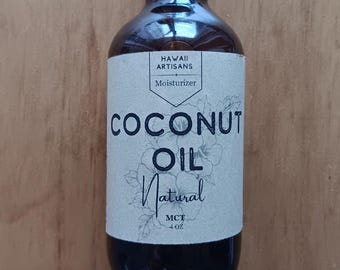 HAWAII
ARTISANS
Moisturizer
COCONUT
OIL
Natural
MCT
4 OZ